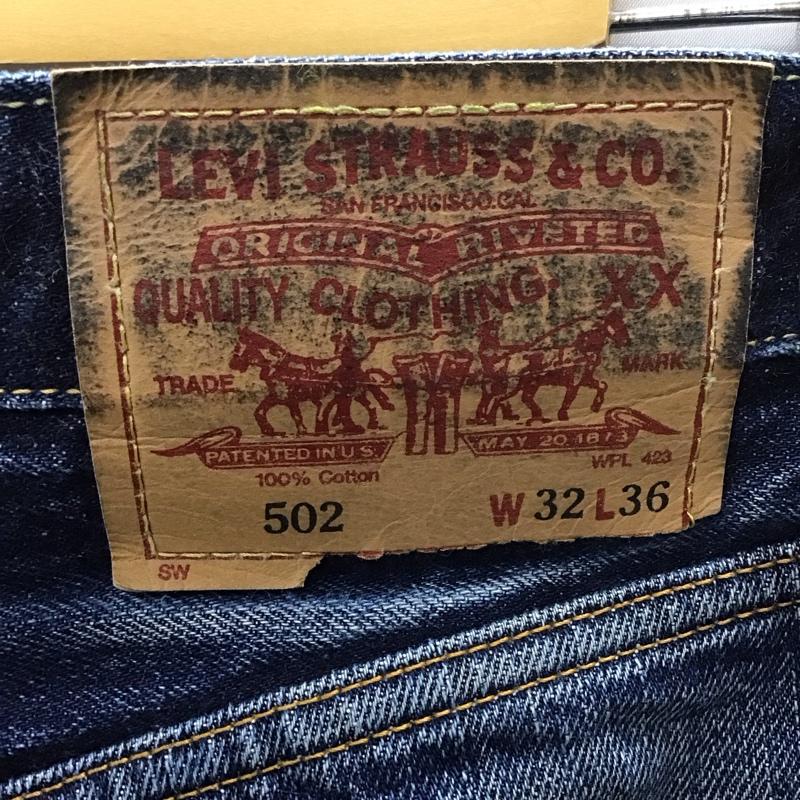 LEVI STRAUSS & CO.
SAN FRANCISCO, CAL
ORIGINAL RIVETED
QUALITY CLOTHING. XX
TRADE MARK
PATENTED IN U.S. MAY 20 1873
100% Cotton WPL 423
502 W 32 L 36
SW